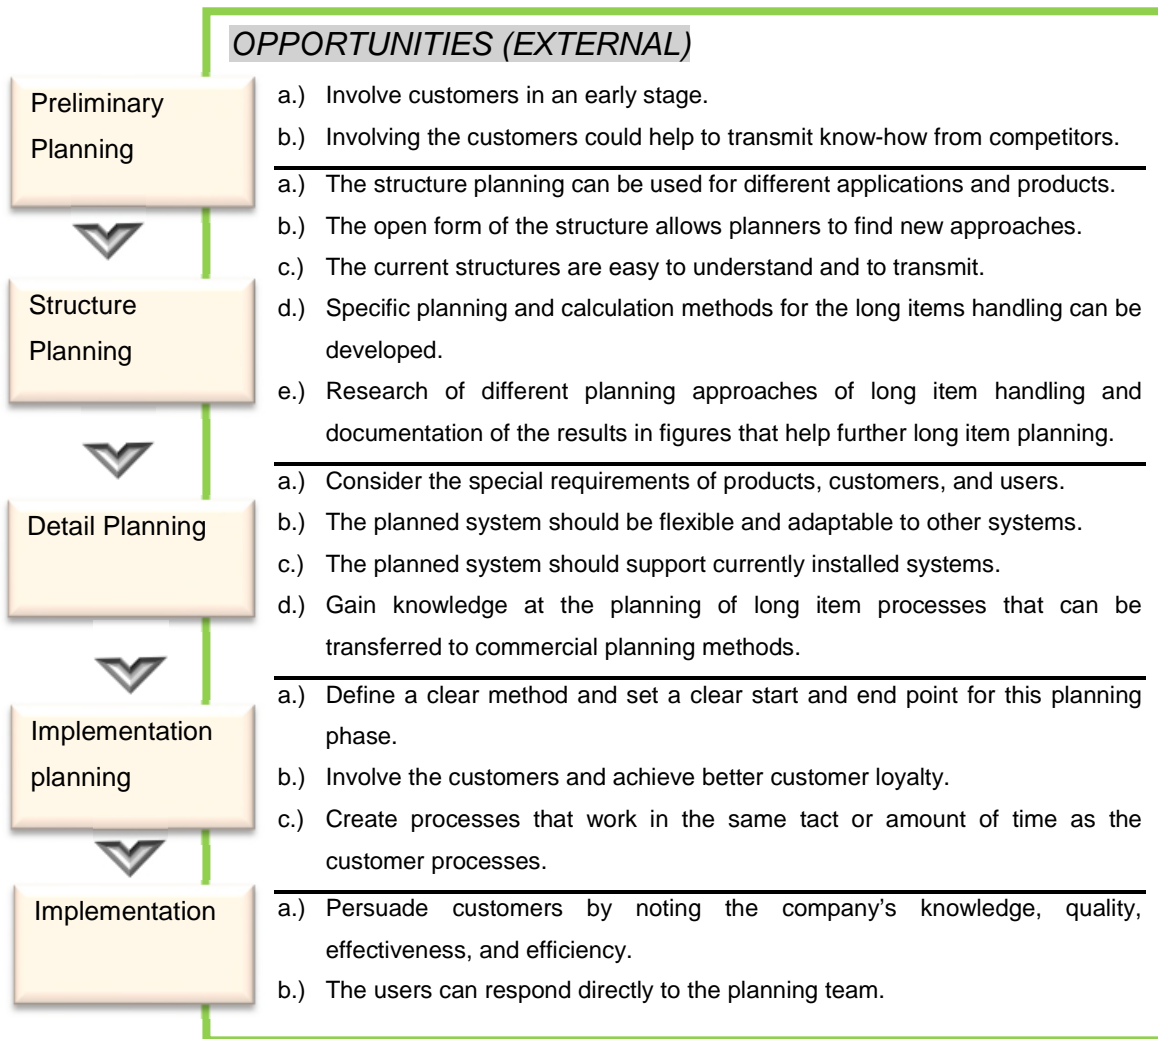 OPPORTUNITIES (EXTERNAL)
Preliminary
Planning
a.) Involve customers in an early stage.
b.) Involving the customers could help to transmit know-how from competitors.
Structure
Planning
a.) The structure planning can be used for different applications and products.
b.) The open form of the structure allows planners to find new approaches.
c.) The current structures are easy to understand and to transmit.
d.) Specific planning and calculation methods for the long items handling can be
developed.
e.) Research of different planning approaches of long item handling and
documentation of the results in figures that help further long item planning.
Detail Planning
a.) Consider the special requirements of products, customers, and users.
b.) The planned system should be flexible and adaptable to other systems.
c.) The planned system should support currently installed systems.
d.) Gain knowledge at the planning of long item processes that can be
transferred to commercial planning methods.
Implementation
planning
a.) Define a clear method and set a clear start and end point for this planning
phase.
b.) Involve the customers and achieve better customer loyalty.
c.) Create processes that work in the same tact or amount of time as the
customer processes.
Implementation
a.) Persuade customers by noting the company’s knowledge, quality,
effectiveness, and efficiency.
b.) The users can respond directly to the planning team.